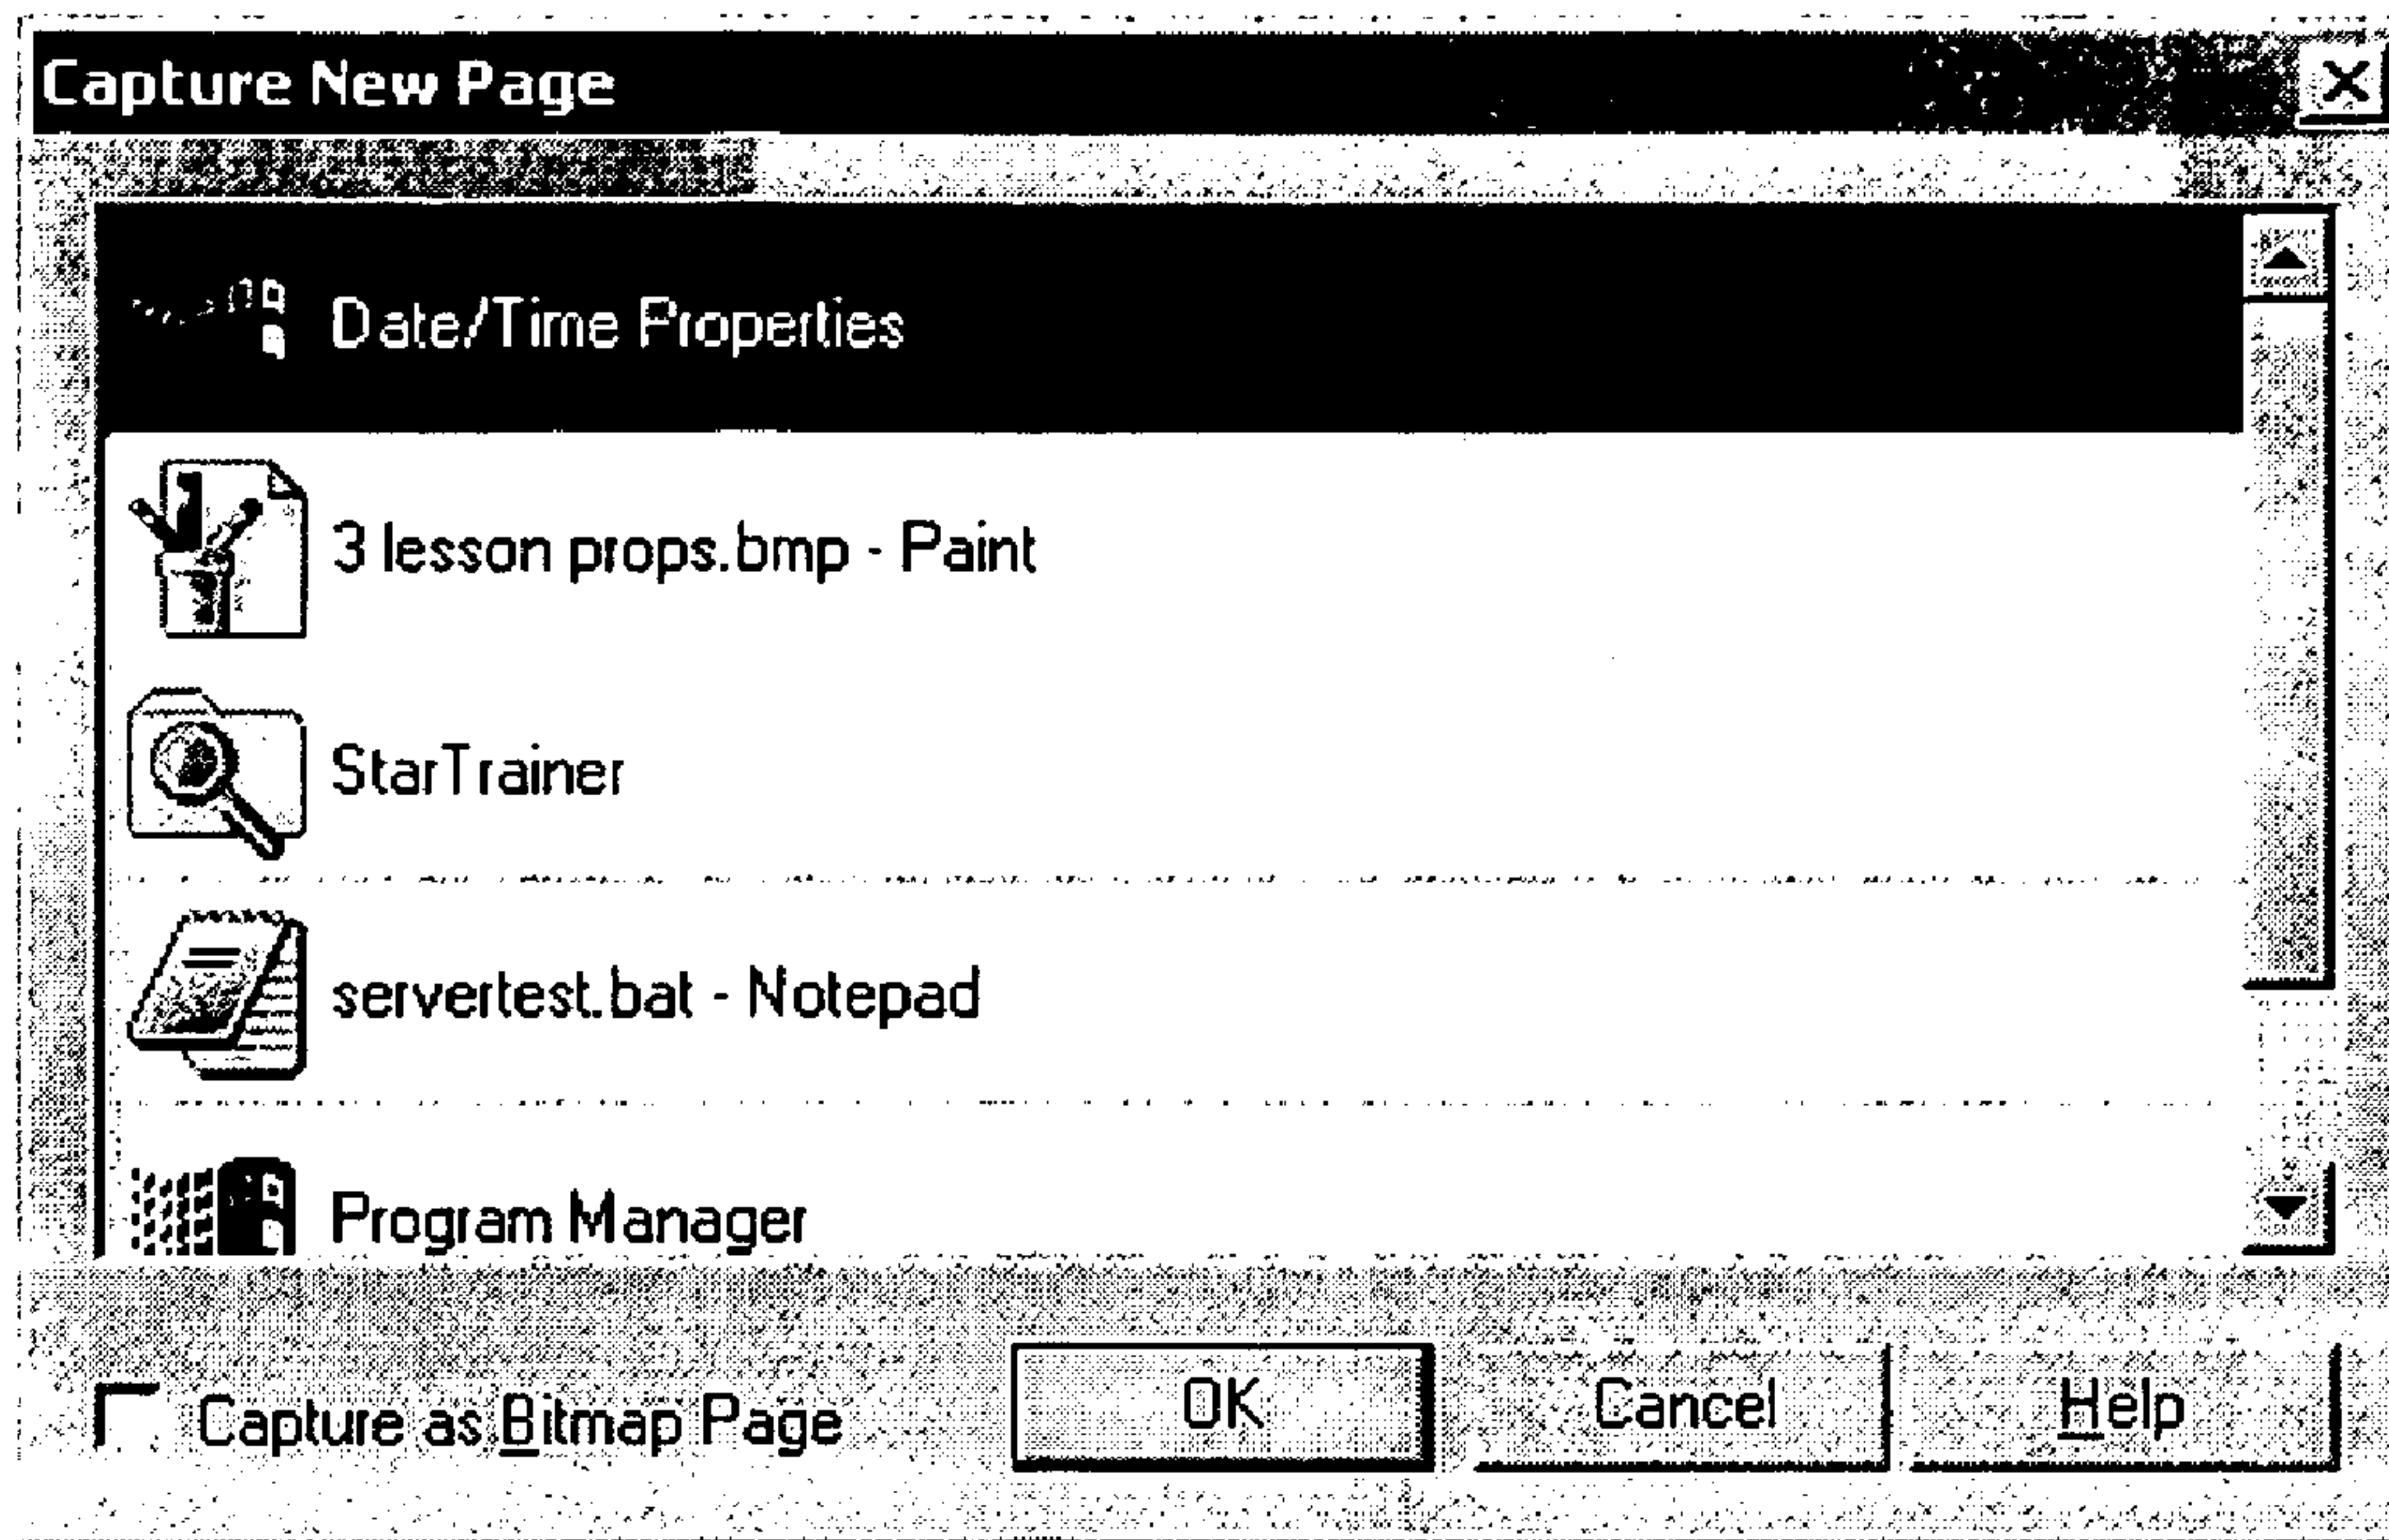 Capture New Page
Date/Time Properties
3 lesson props.bmp - Paint
StarTrainer
servertest.bat - Notepad
Program Manager
Capture as Bitmap Page
OK
Cancel
Help